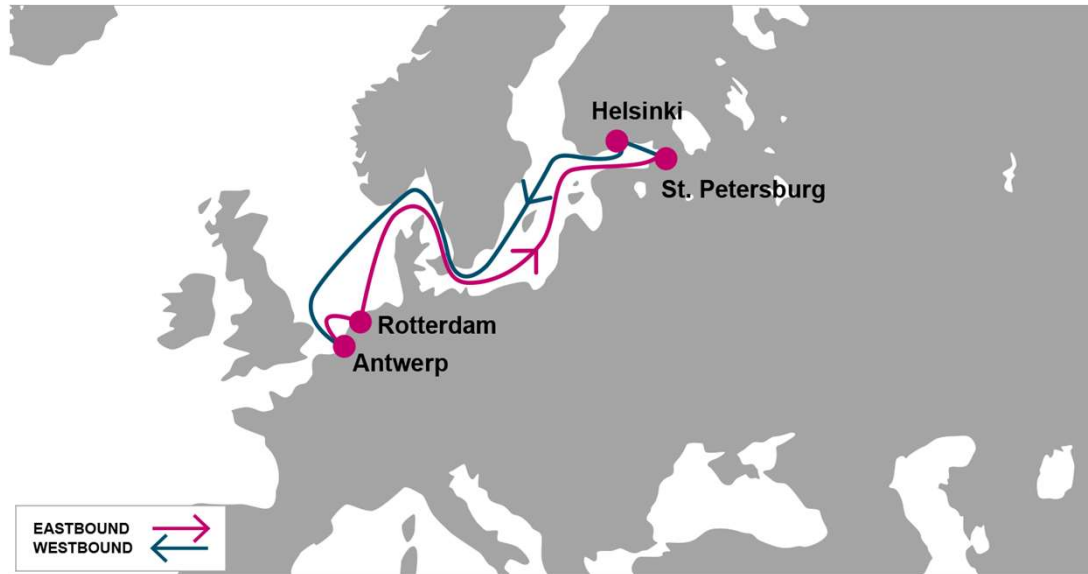 Helsinki
St. Petersburg
Rotterdam
Antwerp
EASTBOUND
WESTBOUND